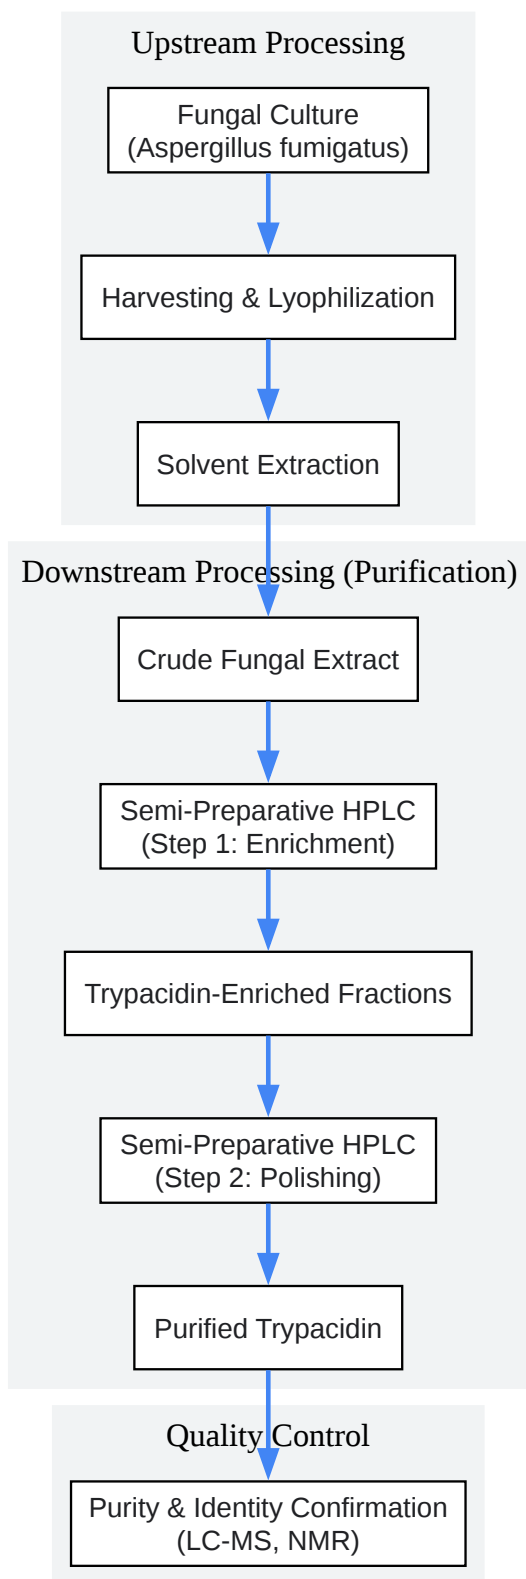 Upstream Processing
Fungal Culture
(Aspergillus fumigatus)
Harvesting & Lyophilization
Solvent Extraction
Downstream Processing (Purification)
Crude Fungal Extract
Semi-Preparative HPLC
(Step 1: Enrichment)
Trypacidin-Enriched Fractions
Semi-Preparative HPLC
(Step 2: Polishing)
Purified Trypacidin
Quality Control
Purity & Identity Confirmation
(LC-MS, NMR)